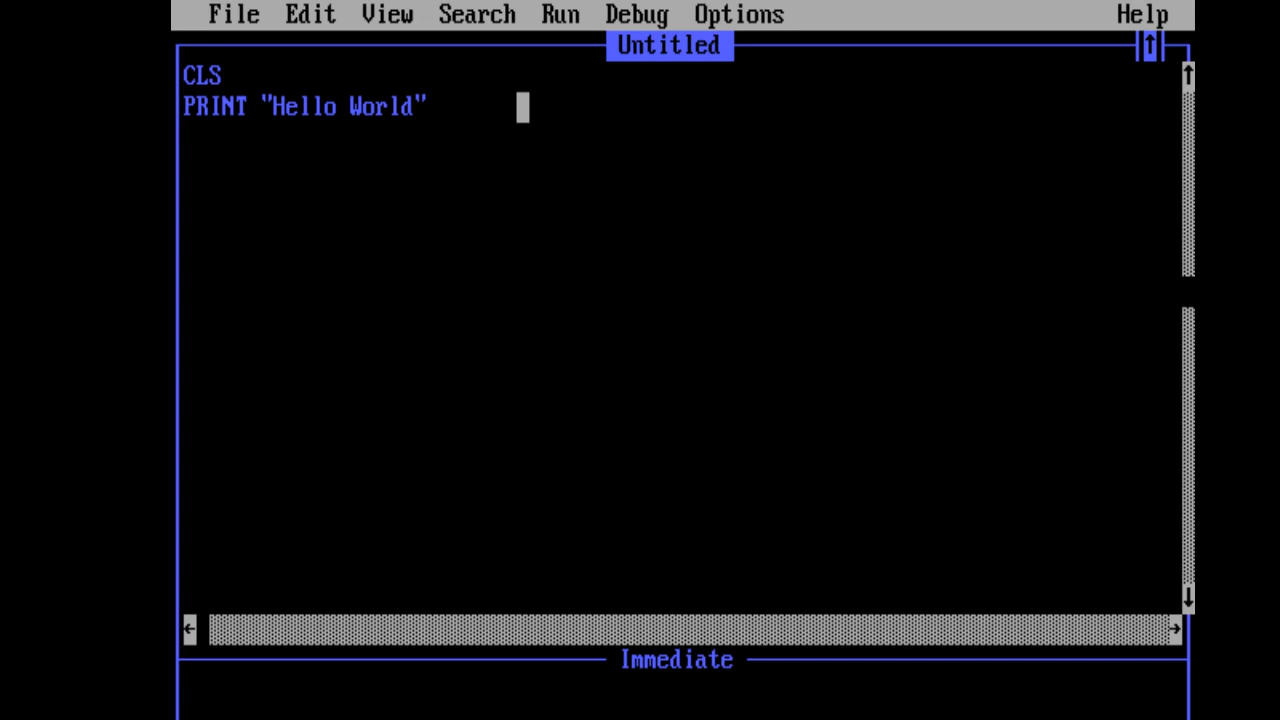 File Edit View Search Run Debug Options Help
Untitled
CLS
PRINT "Hello World"
Immediate